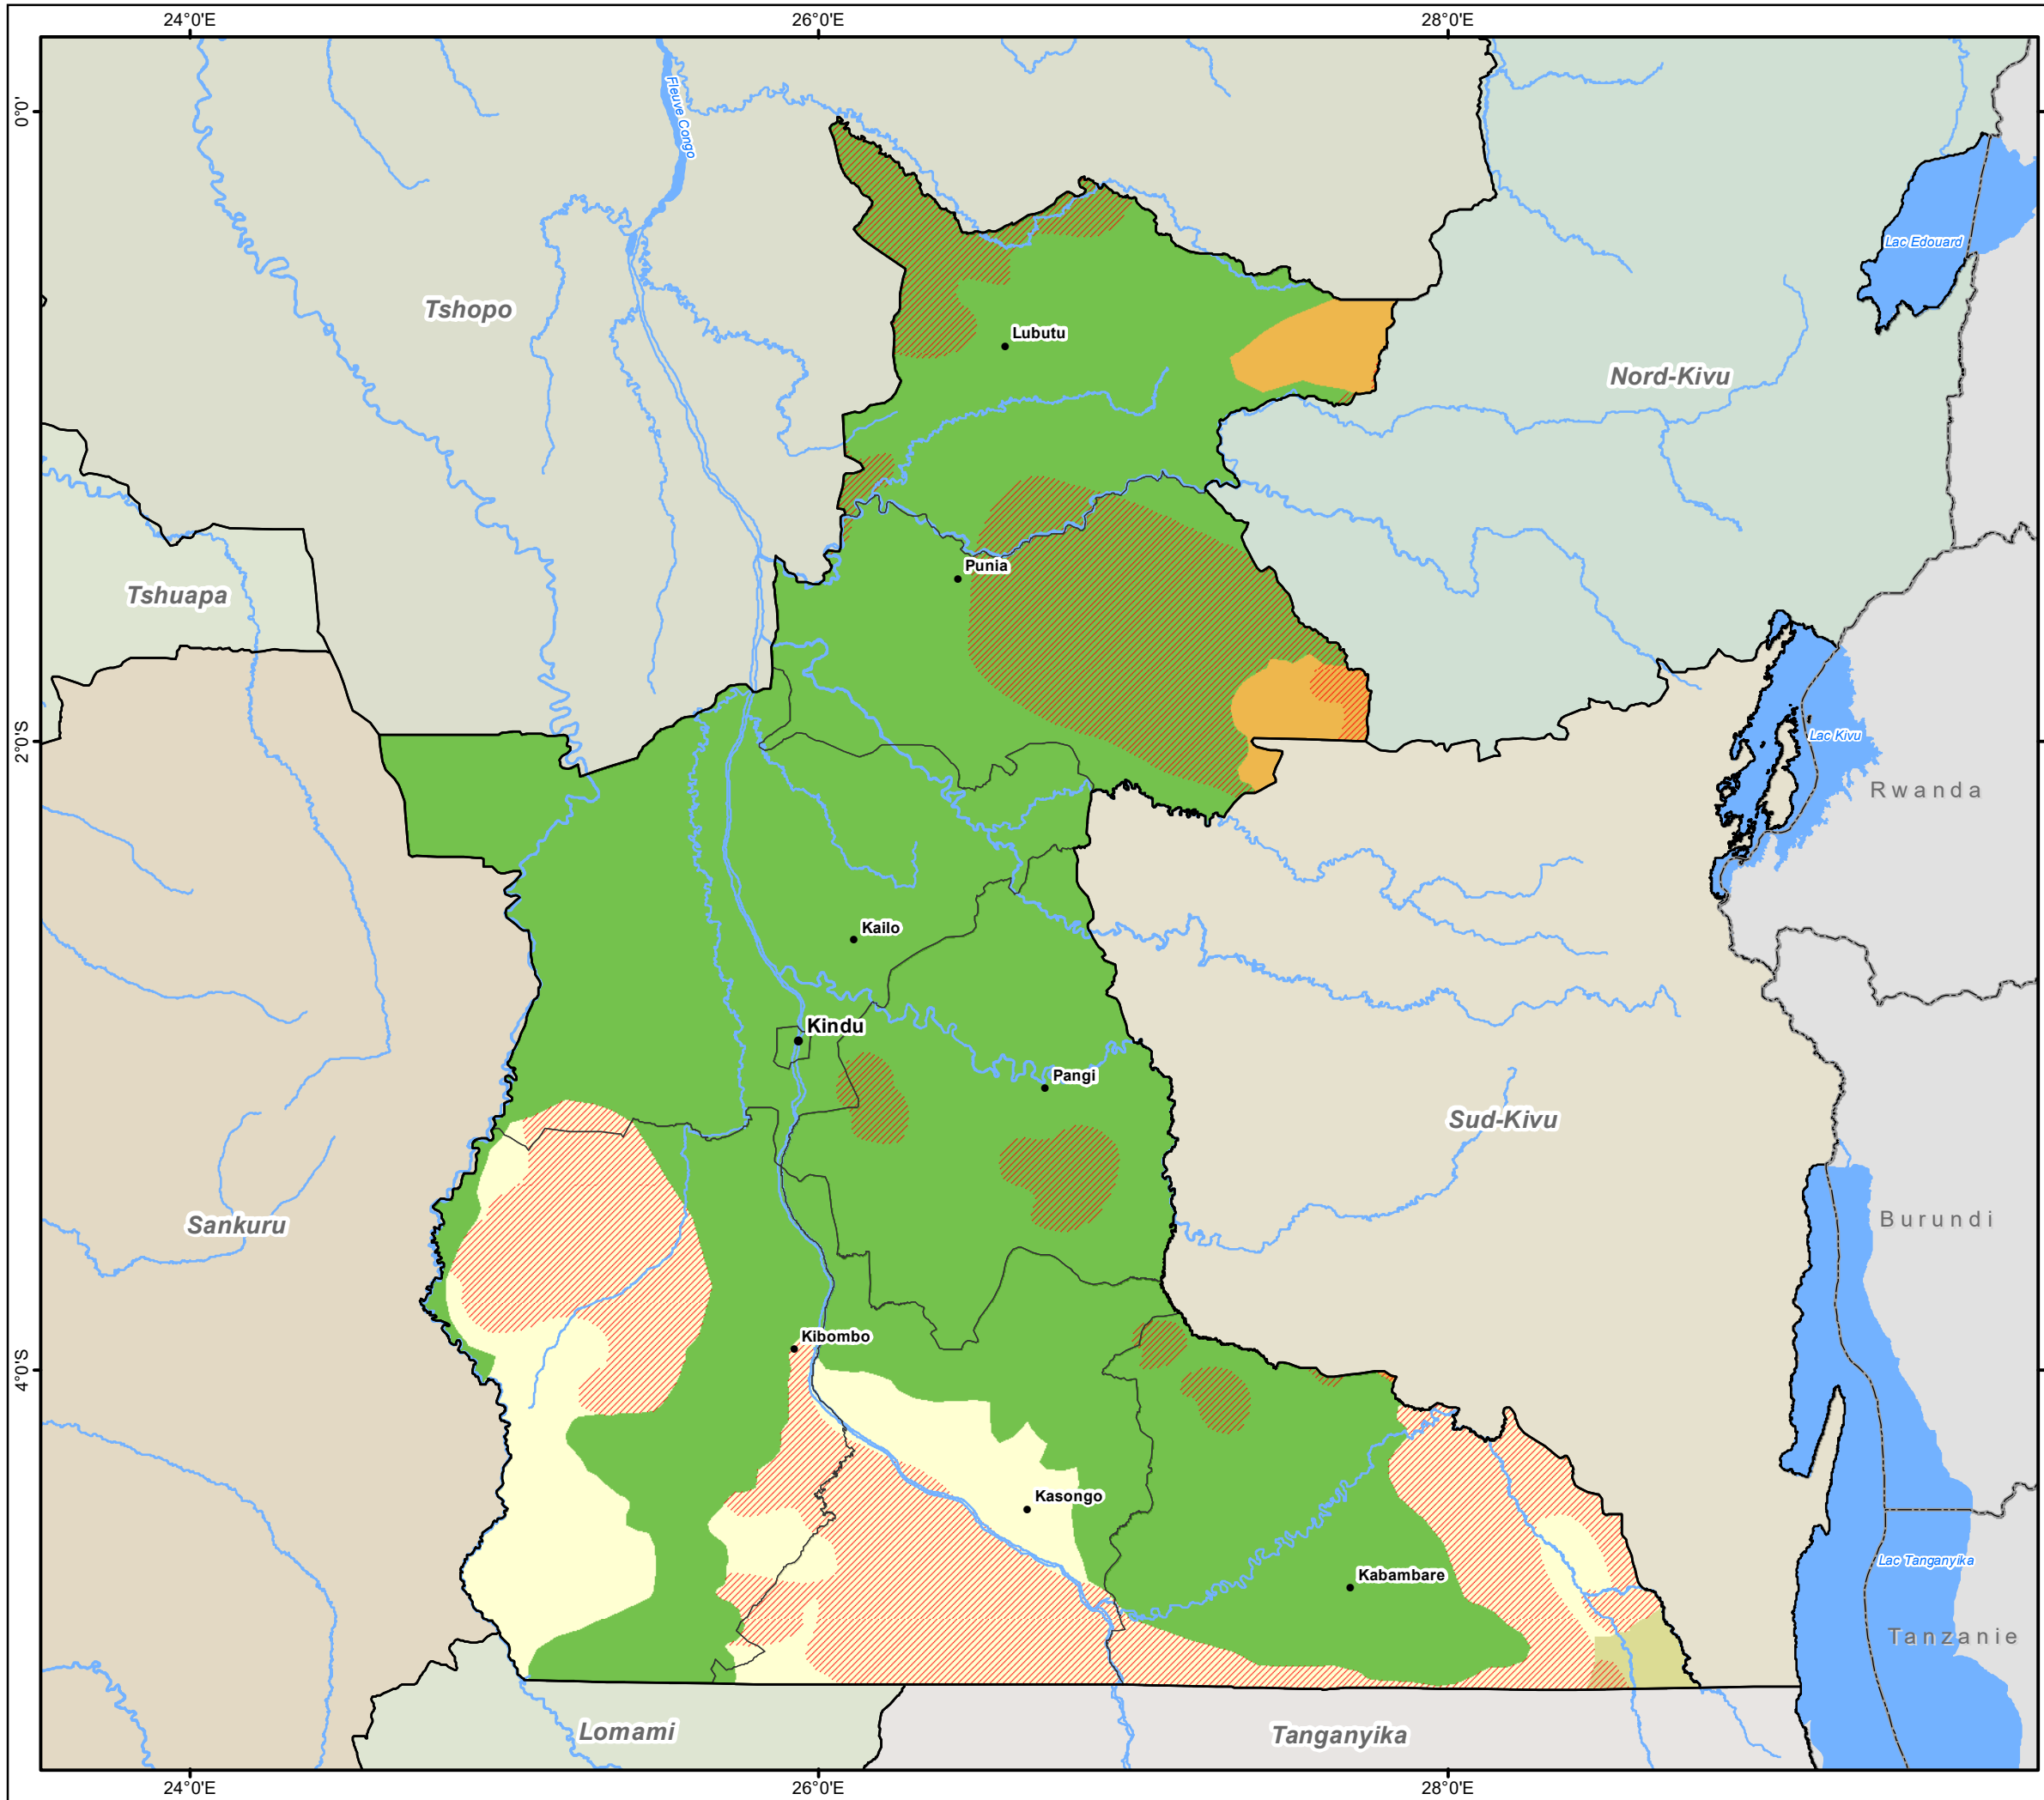 24°0'E
26°0'E
28°0'E
0°0'
Fleuve Congo
Lac Edouard
Tshopo
Lubutu
Nord-Kivu
Punia
Tshuapa
2°0'S
Lac Kivu
Rwanda
Kailo
Kindu
Pangi
Sud-Kivu
Sankuru
Burundi
Kibombo
4°0'S
Kasongo
Lac Tanganyika
Kabambare
Tanzanie
Lomami
Tanganyika
24°0'E
26°0'E
28°0'E